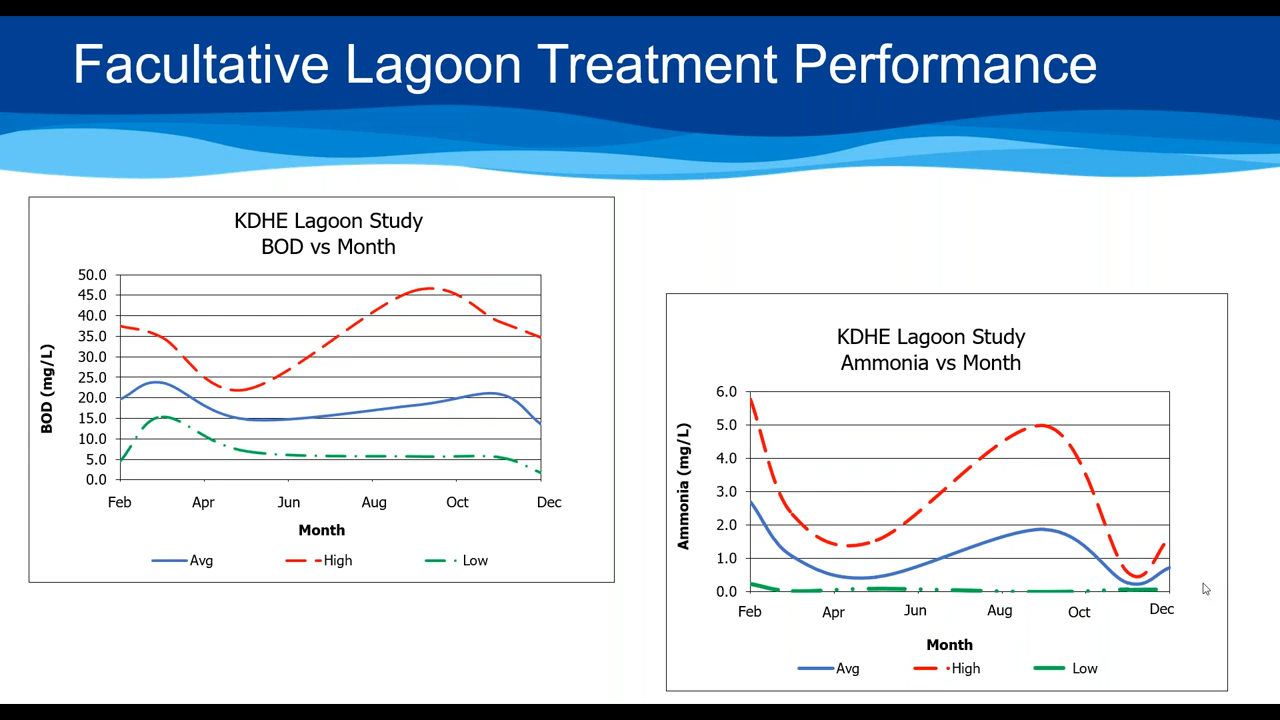 Facultative Lagoon Treatment Performance
KDHE Lagoon Study
BOD vs Month
50.0
45.0
40.0
35.0
30.0
25.0
20.0
15.0
10.0
5.0
0.0
BOD (mg/L)
Feb Apr Jun Aug Oct Dec
Month
Avg High Low
KDHE Lagoon Study
Ammonia vs Month
6.0
5.0
4.0
3.0
2.0
1.0
0.0
Ammonia (mg/L)
Feb Apr Jun Aug Oct Dec
Month
Avg High Low